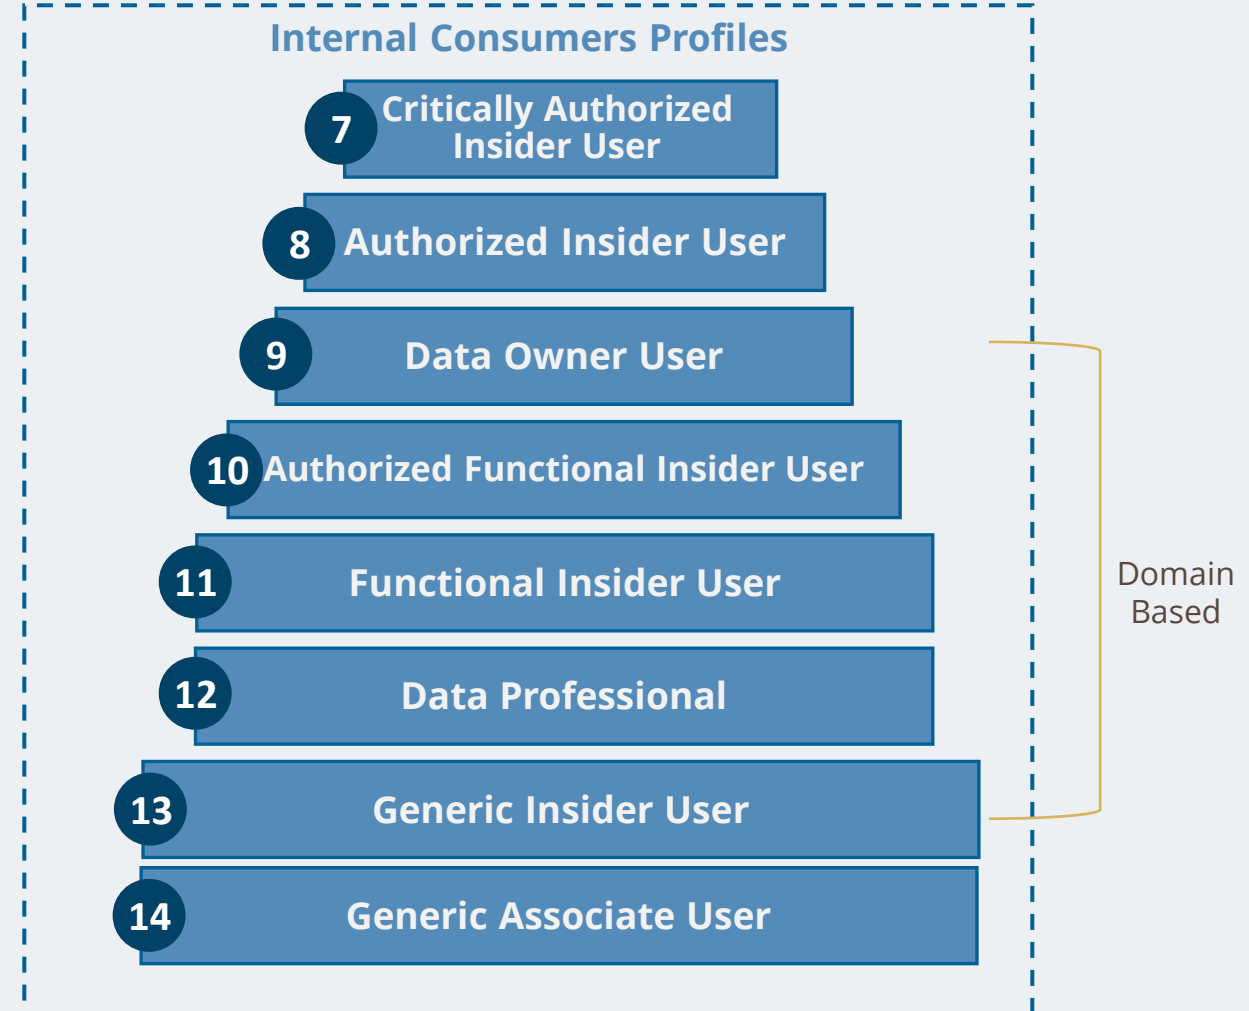 Internal Consumers Profiles
7
Critically Authorized
Insider User
8
Authorized Insider User
9
Data Owner User
10
Authorized Functional Insider User
11
Functional Insider User
12
Data Professional
13
Generic Insider User
14
Generic Associate User
Domain
Based